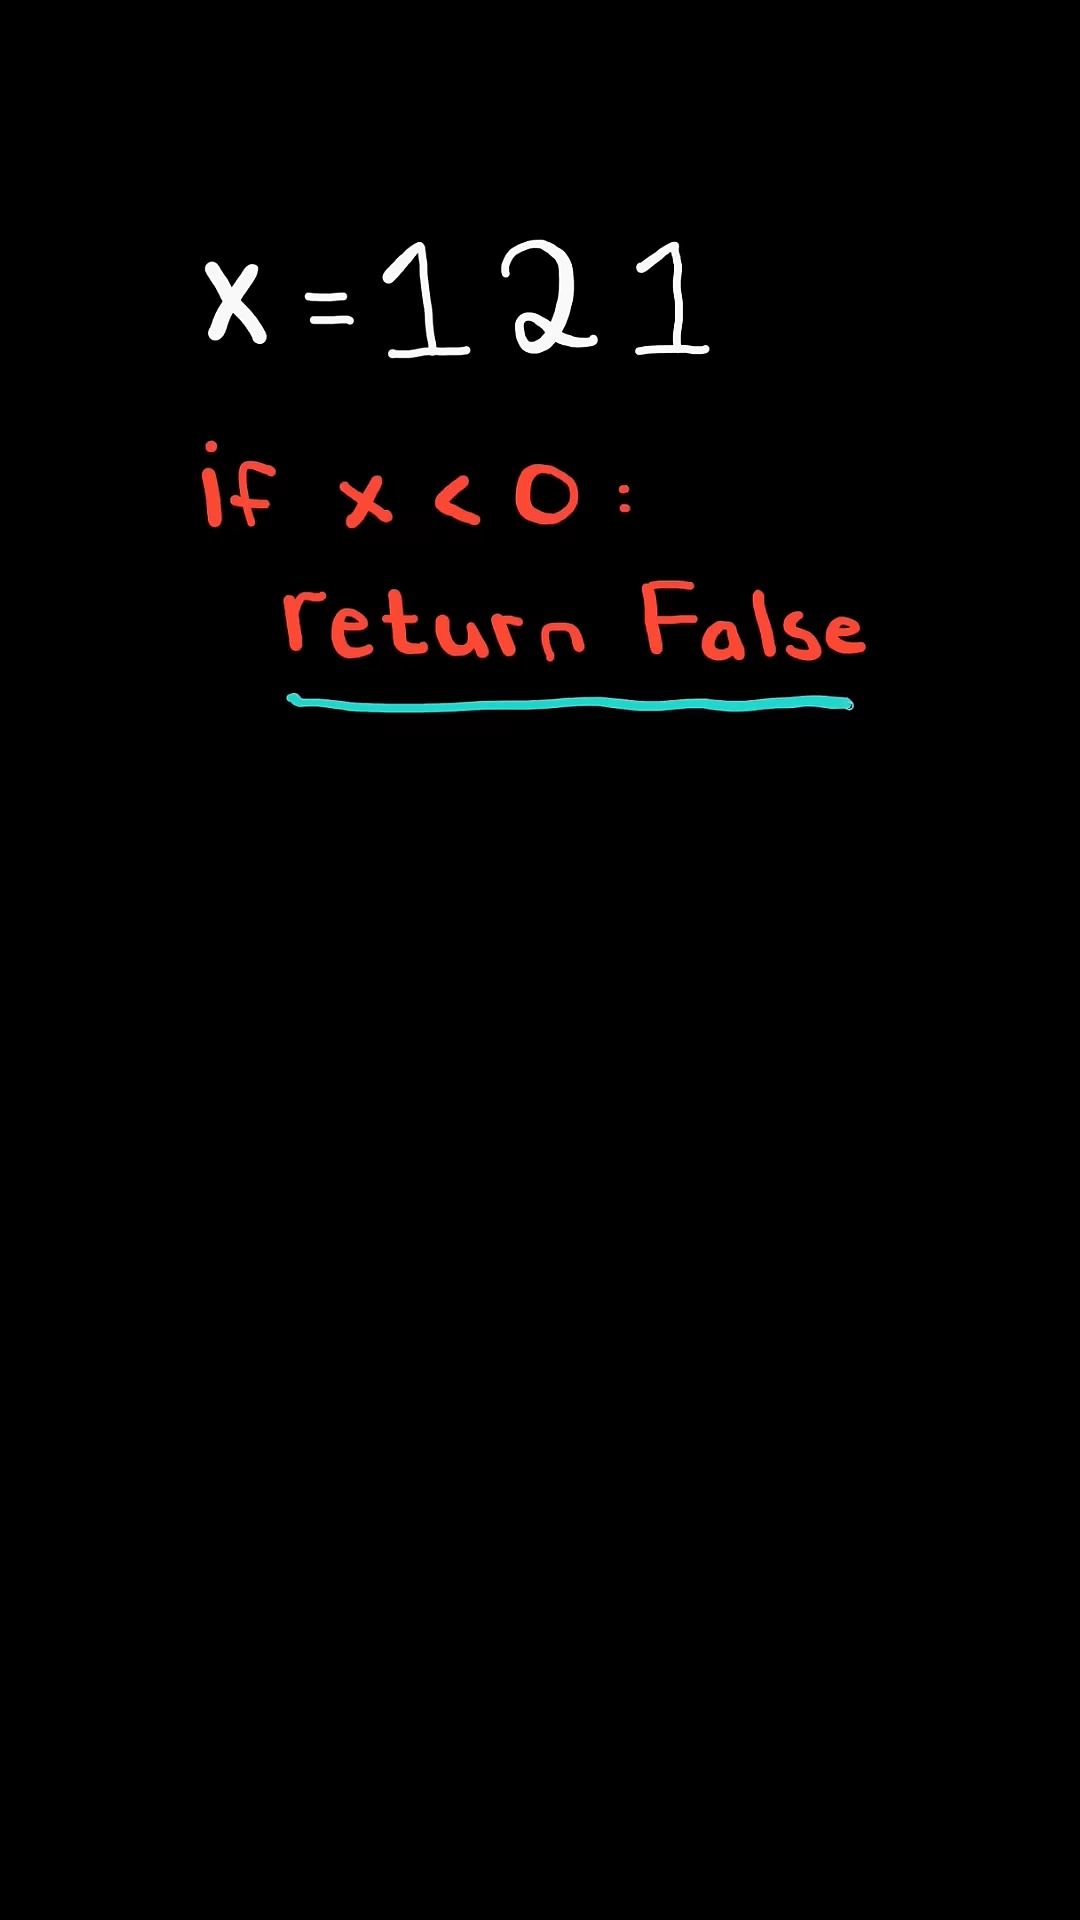 x = 121
if x < 0 :
return False